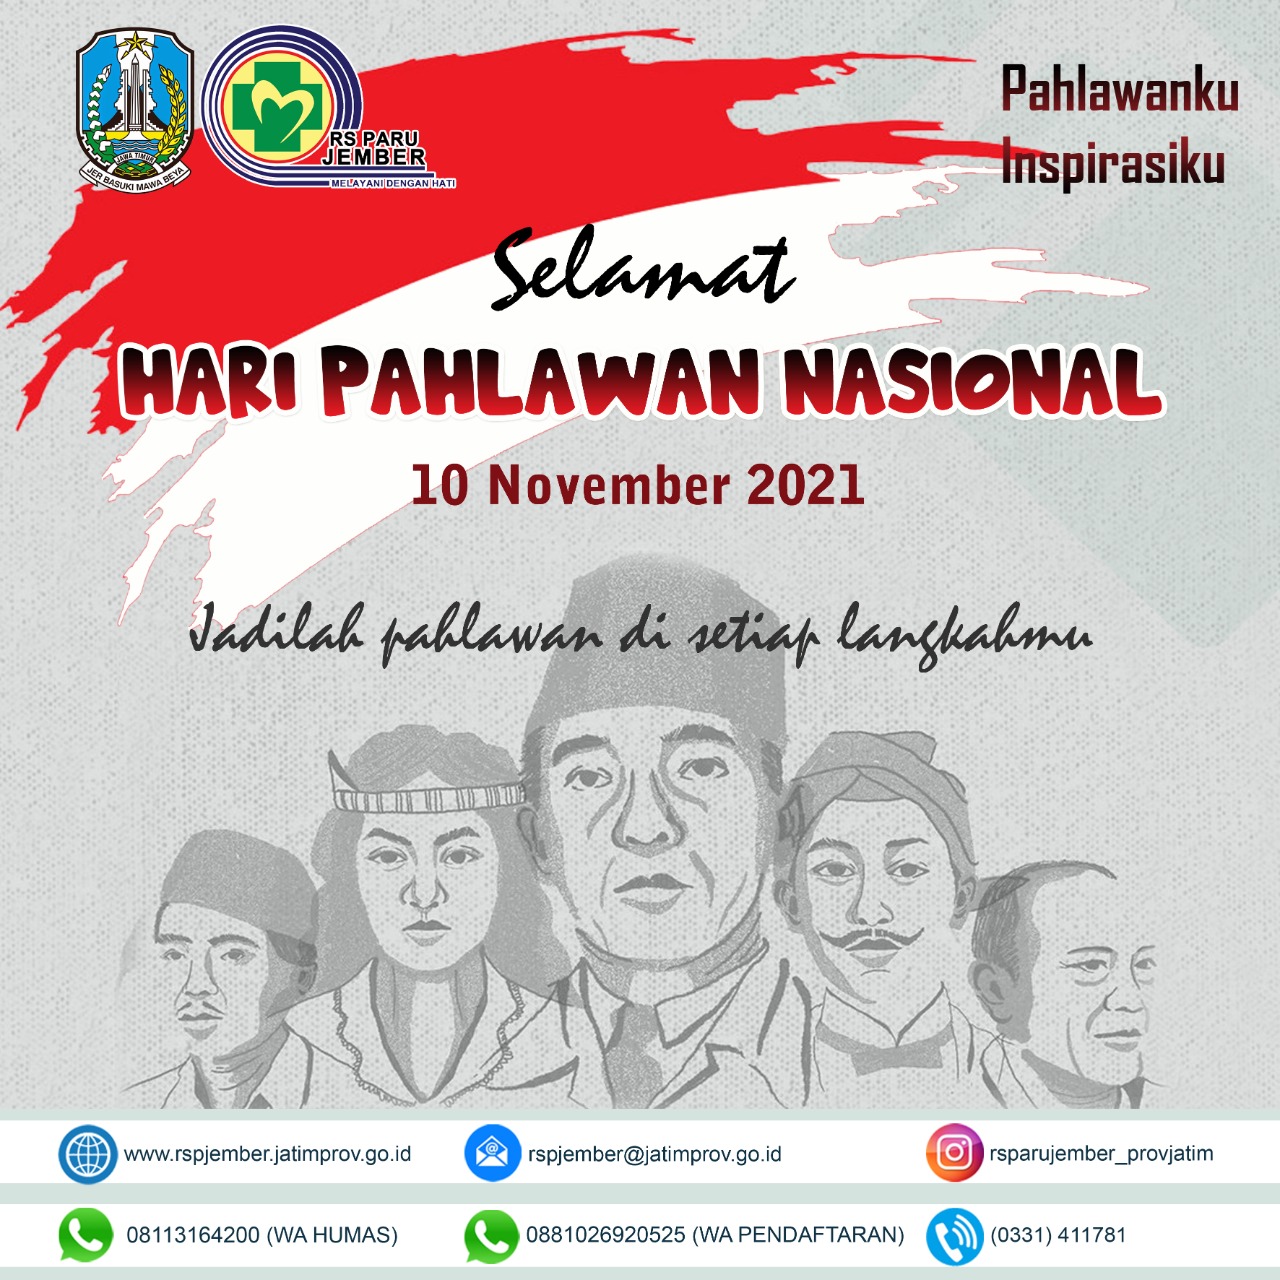 JAWA TIMUR
JER BASUKI MAWA BEYA
RS PARU
JEMBER
MELAYANI DENGAN HATI
Pahlawanku
Inspirasiku
Selamat
HARI PAHLAWAN NASIONAL
10 November 2021
Jadilah pahlawan di setiap langkahmu
www.rspjember.jatimprov.go.id
rspjember@jatimprov.go.id
rsparujember_provjatim
08113164200 (WA HUMAS)
0881026920525 (WA PENDAFTARAN)
(0331) 411781